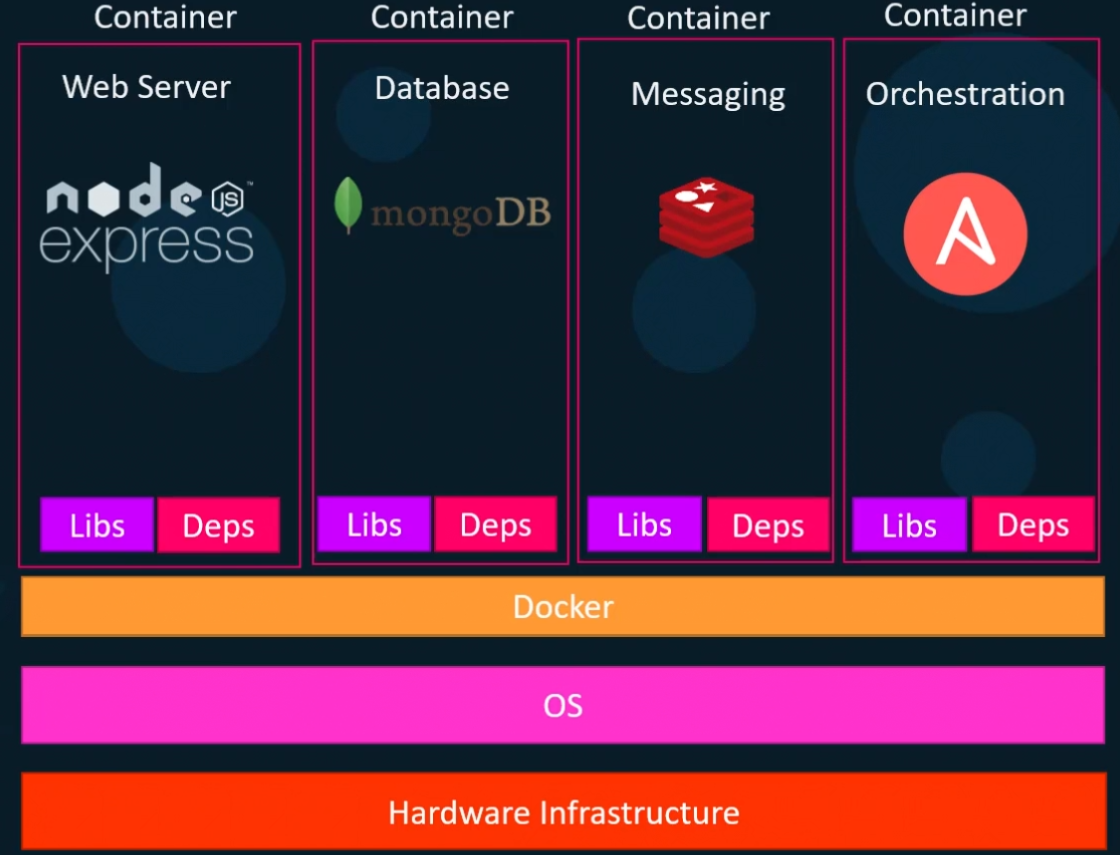 Container
Container
Container
Container
Web Server
Database
Messaging
Orchestration
node JS ™
express
mongoDB
Libs
Deps
Libs
Deps
Libs
Deps
Libs
Deps
Docker
OS
Hardware Infrastructure